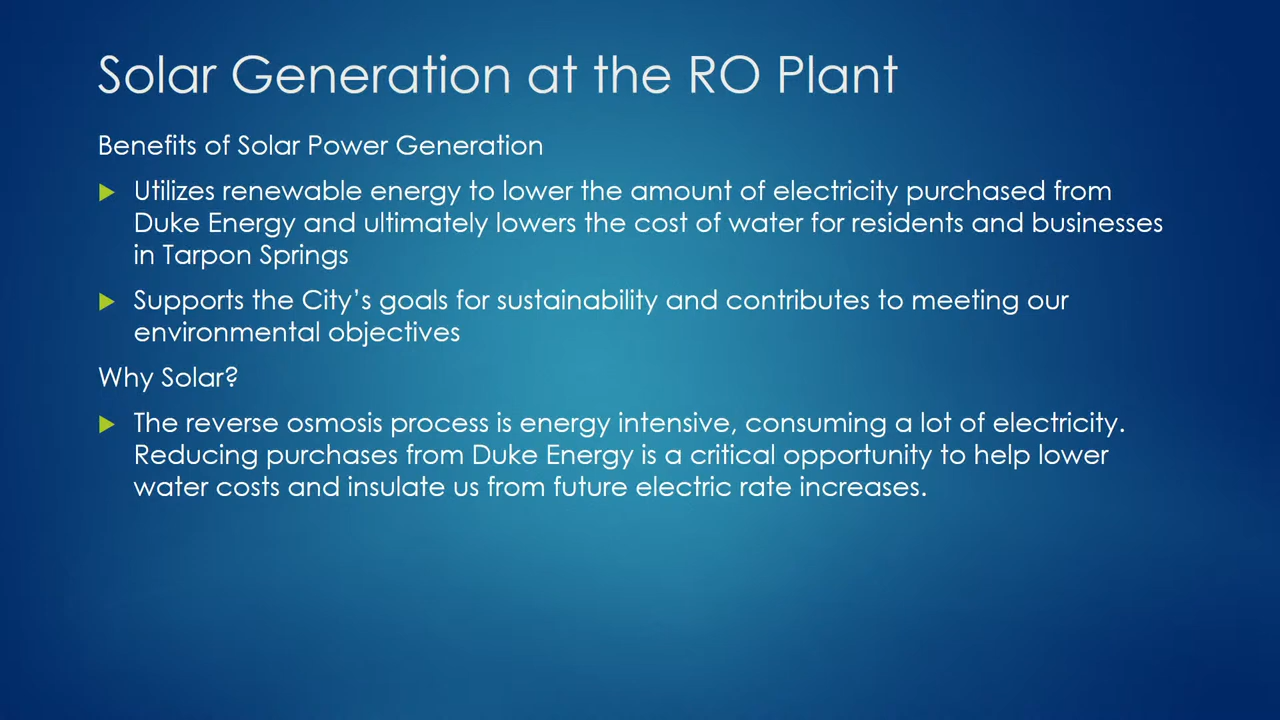 Solar Generation at the RO Plant
Benefits of Solar Power Generation
Utilizes renewable energy to lower the amount of electricity purchased from
Duke Energy and ultimately lowers the cost of water for residents and businesses
in Tarpon Springs
Supports the City’s goals for sustainability and contributes to meeting our
environmental objectives
Why Solar?
The reverse osmosis process is energy intensive, consuming a lot of electricity.
Reducing purchases from Duke Energy is a critical opportunity to help lower
water costs and insulate us from future electric rate increases.